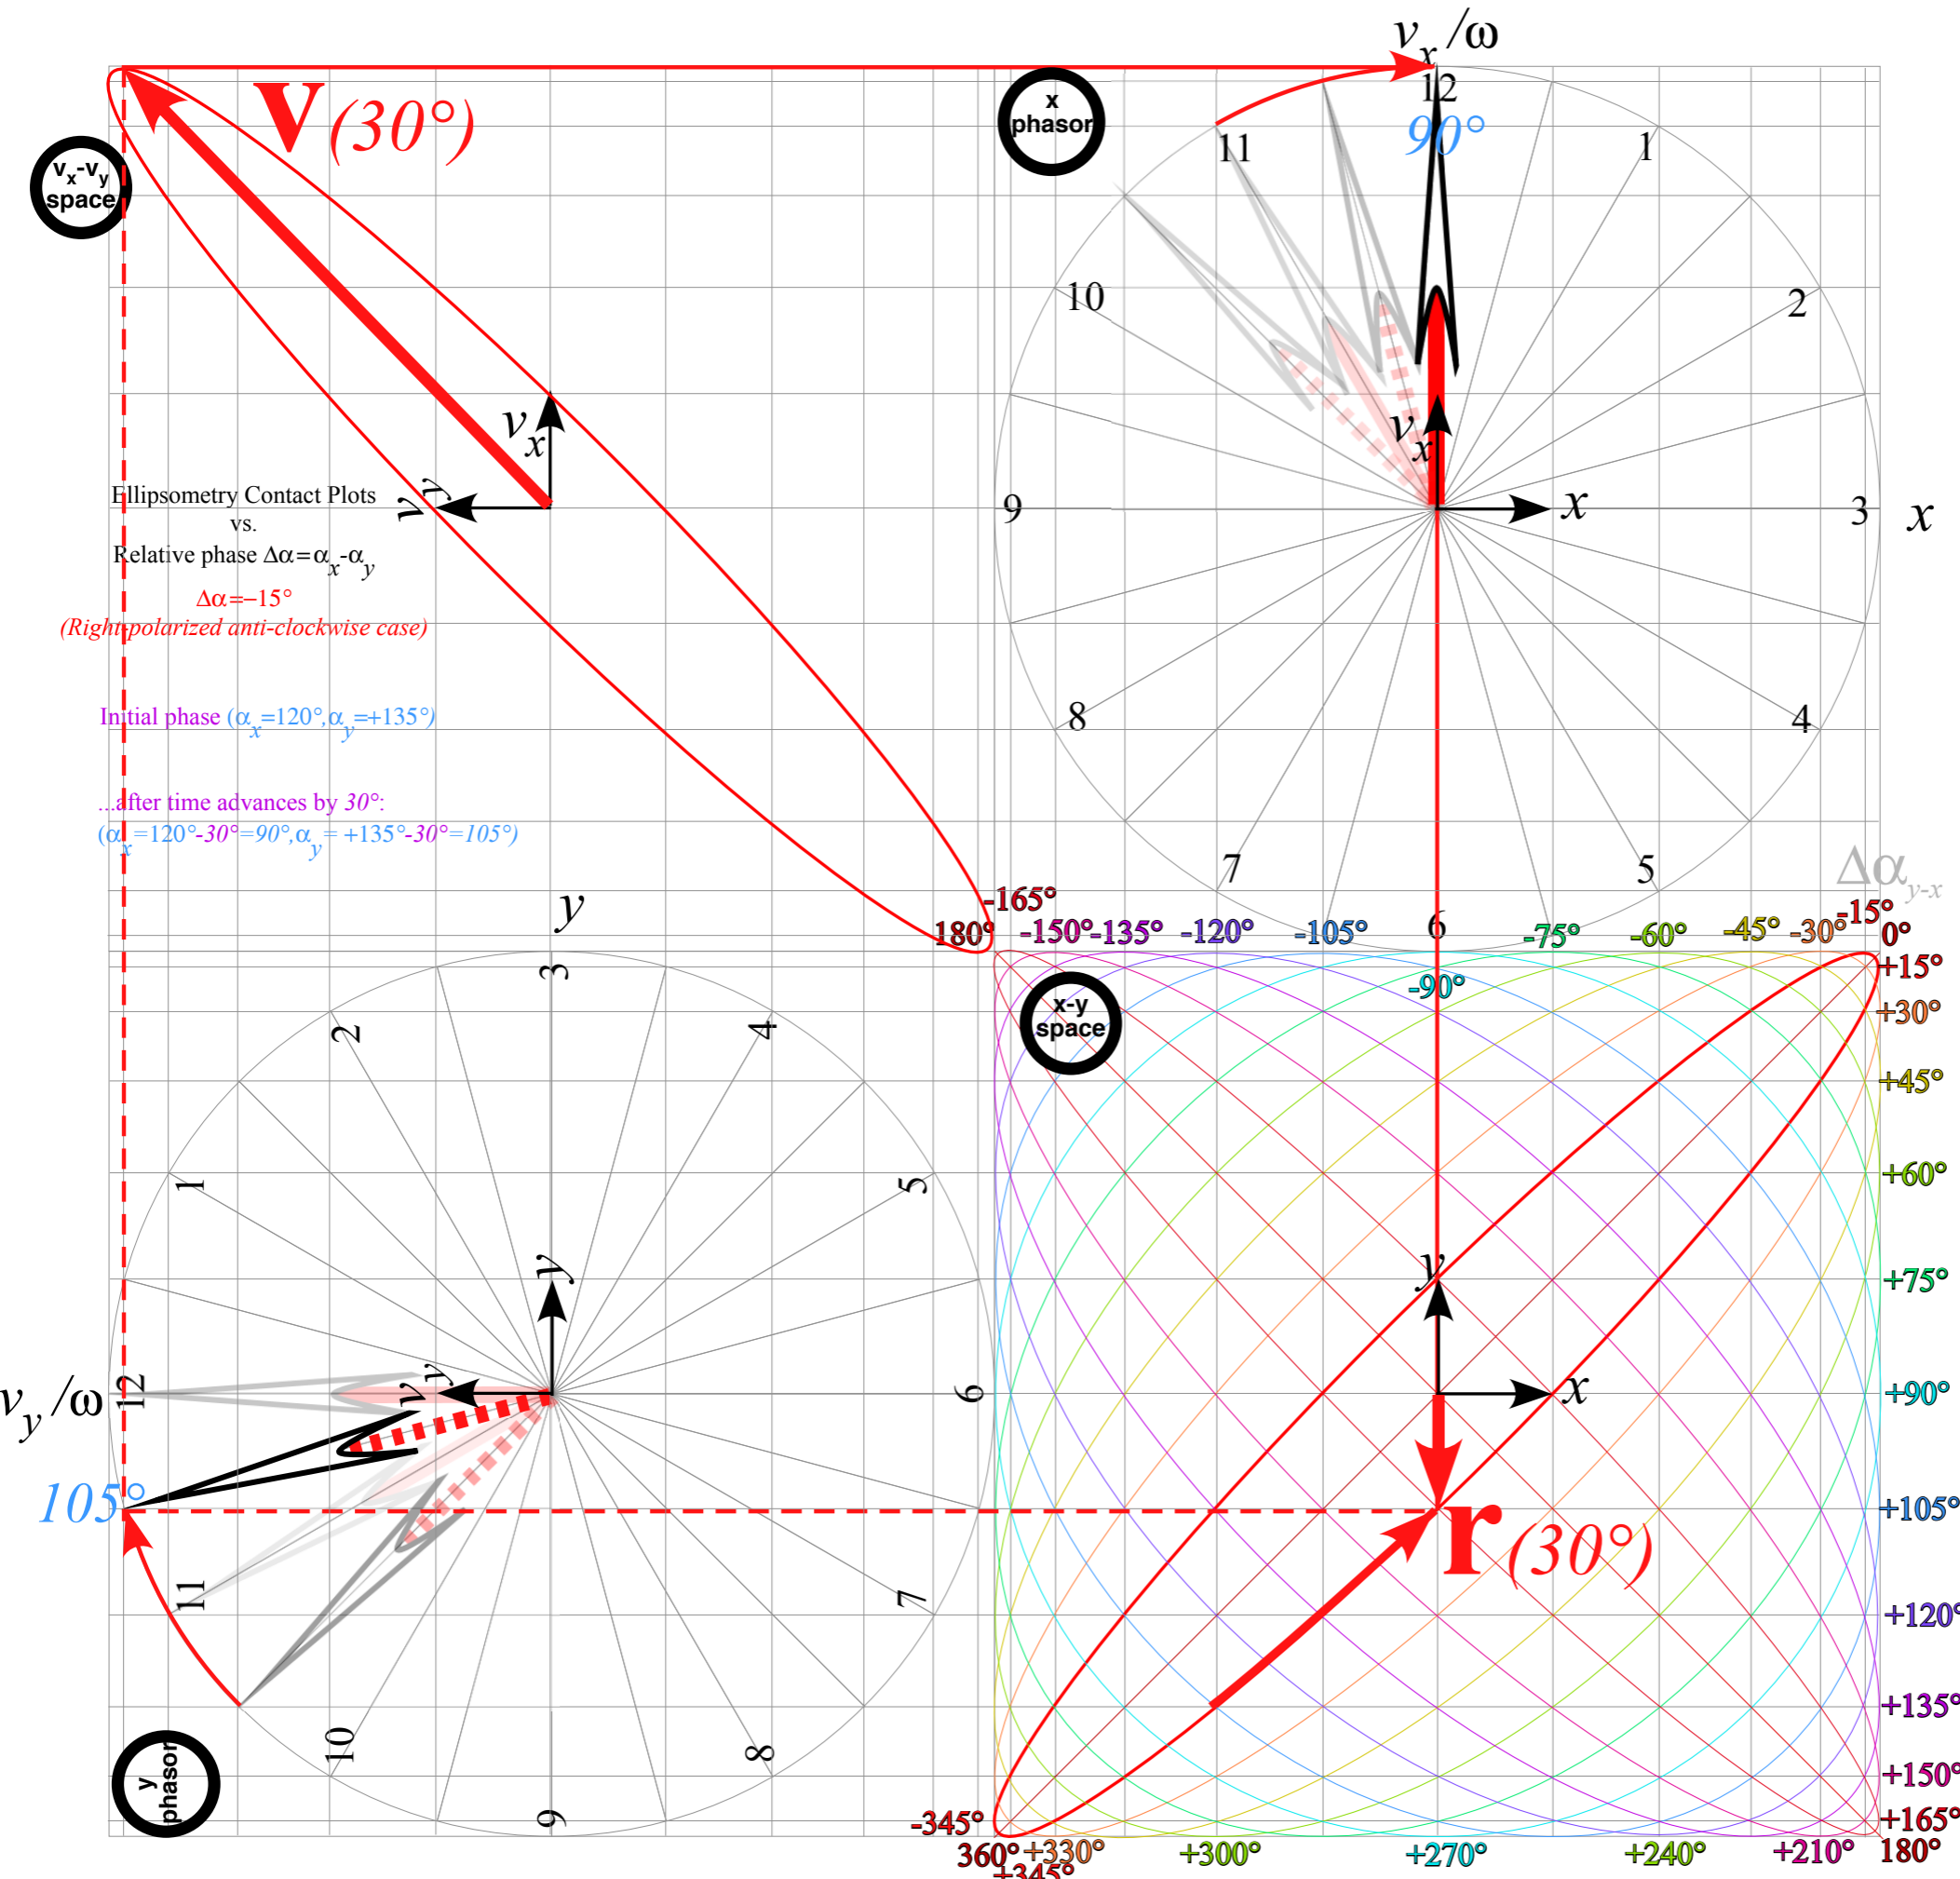 v_x /ω
12
90°
x
phasor
11
1
V(30°)
v_x-v_y
space
10
2
v_x
v_x
v_y
x
9
3
x
Ellipsometry Contact Plots
vs.
Relative phase Δα=α_x-α_y
Δα=−15°
(Right-polarized anti-clockwise case)
8
4
Initial phase (α_x=120°,α_y=+135°)
...after time advances by 30°:
(α_x=120°-30°=90°,α_y= +135°-30°=105°)
7
5
6
Δα_y-x
y
-165°
180°
-150°
-135°
-120°
-105°
-90°
-75°
-60°
-45°
-30°
-15°
0°
+15°
+30°
+45°
+60°
+75°
+90°
+105°
+120°
+135°
+150°
+165°
180°
x-y
space
3
2
4
1
5
y
y
v_y /ω
12
v_y
6
x
105°
r(30°)
11
7
10
8
9
y
phasor
-345°
360°
+345°
+330°
+300°
+270°
+240°
+210°